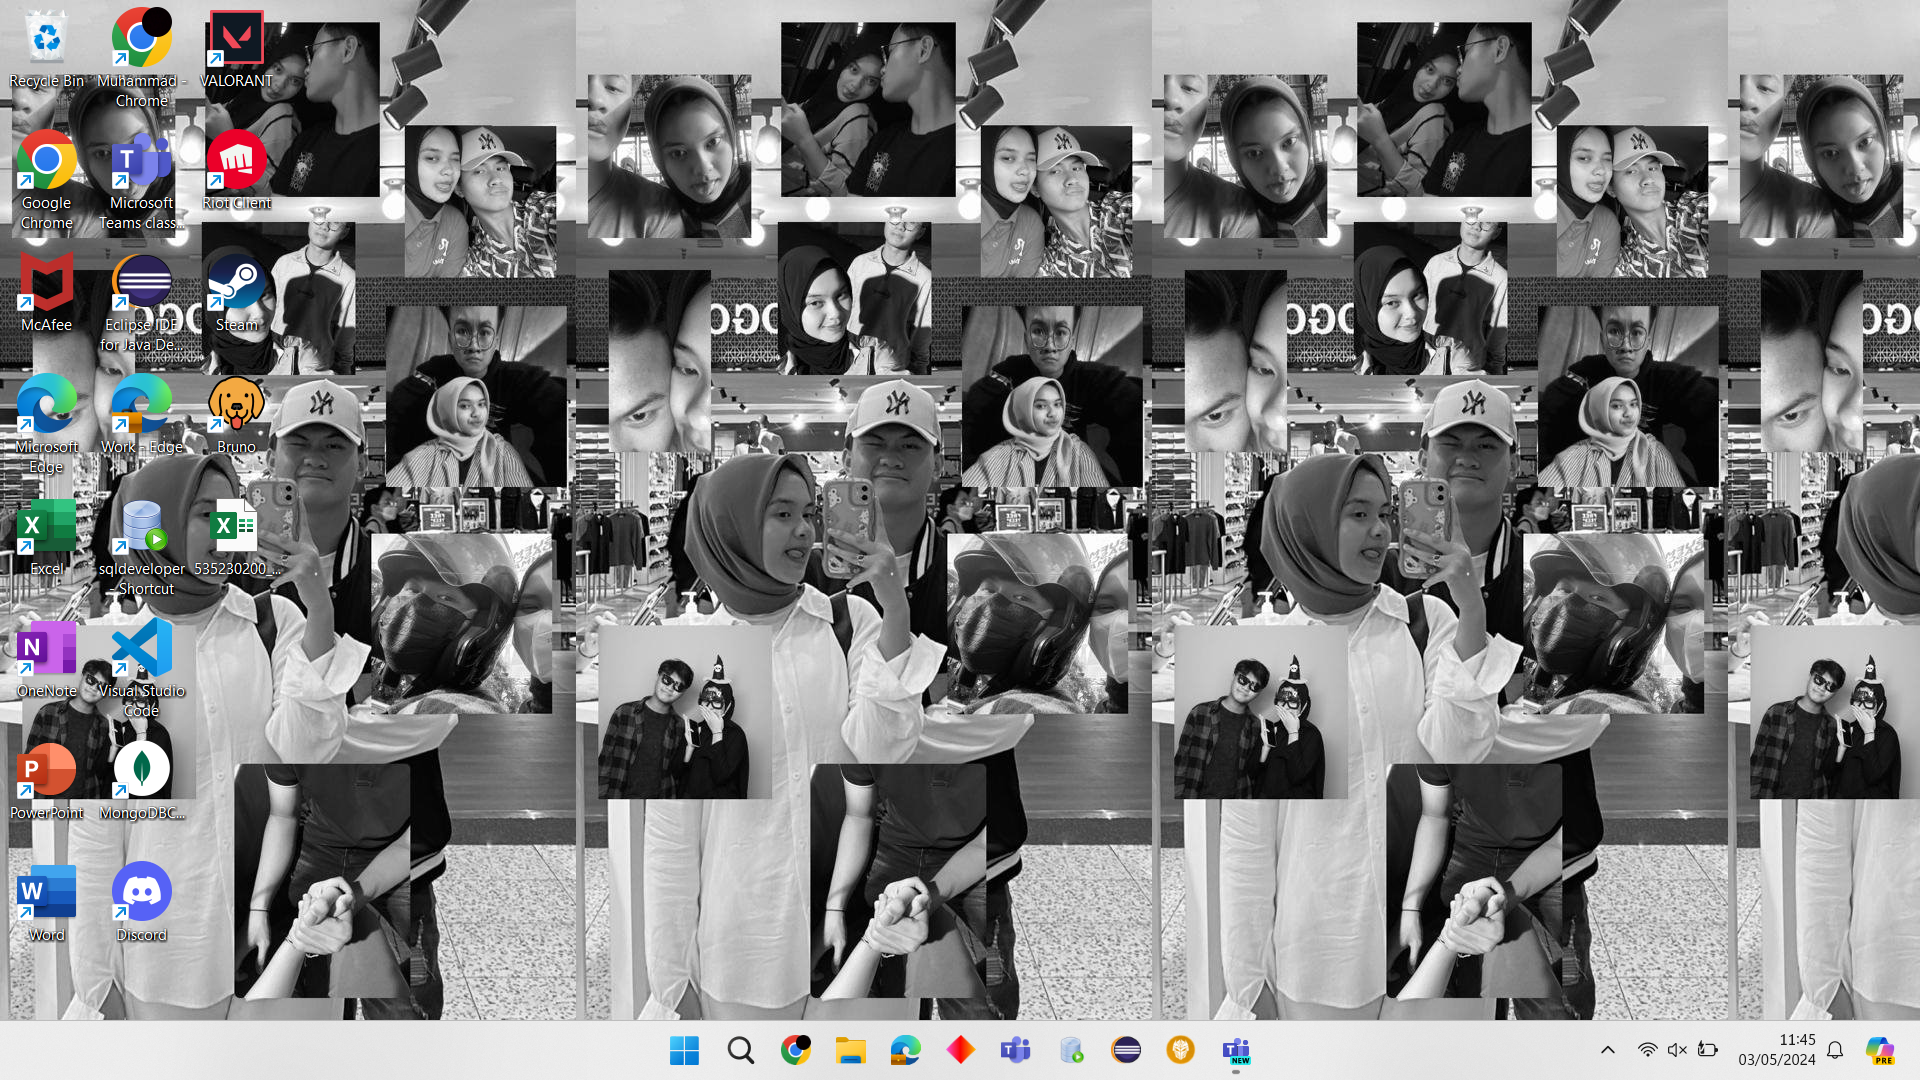 Recycle Bin
Muhammad -
Chrome
VALORANT
Google
Chrome
Microsoft
Teams class...
Riot Client
McAfee
Eclipse IDE
for Java De...
Steam
Microsoft
Edge
Work - Edge
Bruno
Excel
sqldeveloper
- Shortcut
535230200_...
OneNote
Visual Studio
Code
PowerPoint
MongoDBC...
Word
Discord
NEW
11:45
03/05/2024
PRE